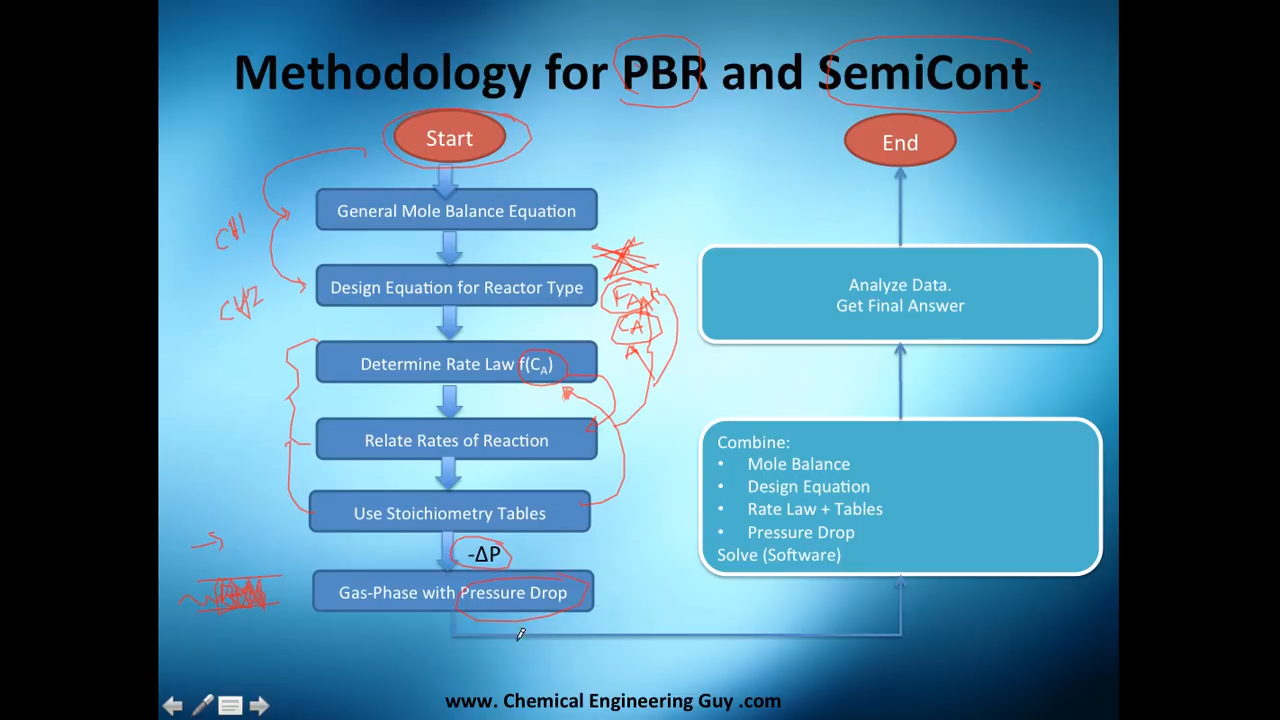 Methodology for PBR and SemiCont.
Start
General Mole Balance Equation
Design Equation for Reactor Type
Determine Rate Law f(CA)
Relate Rates of Reaction
Use Stoichiometry Tables
-ΔP
Gas-Phase with Pressure Drop
FA
CA
End
Analyze Data.
Get Final Answer
Combine:
• Mole Balance
• Design Equation
• Rate Law + Tables
• Pressure Drop
Solve (Software)
www. Chemical Engineering Guy .com